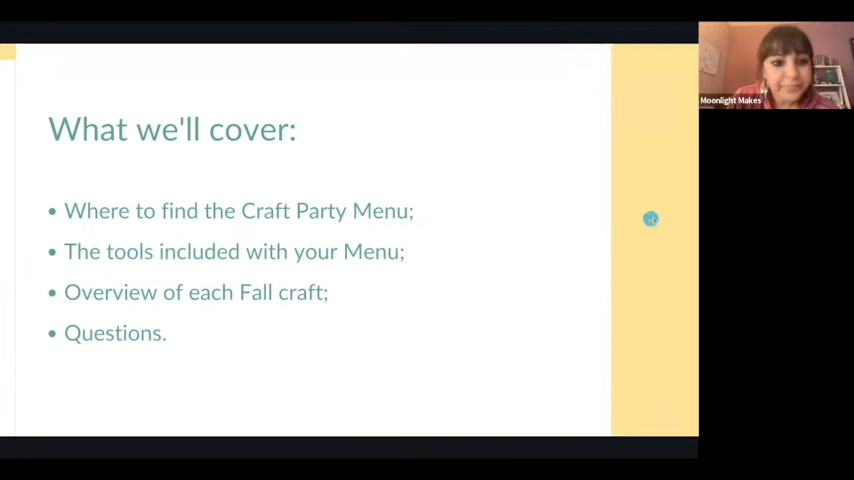 What we'll cover:
• Where to find the Craft Party Menu;
• The tools included with your Menu;
• Overview of each Fall craft;
• Questions.
Moonlight Makes